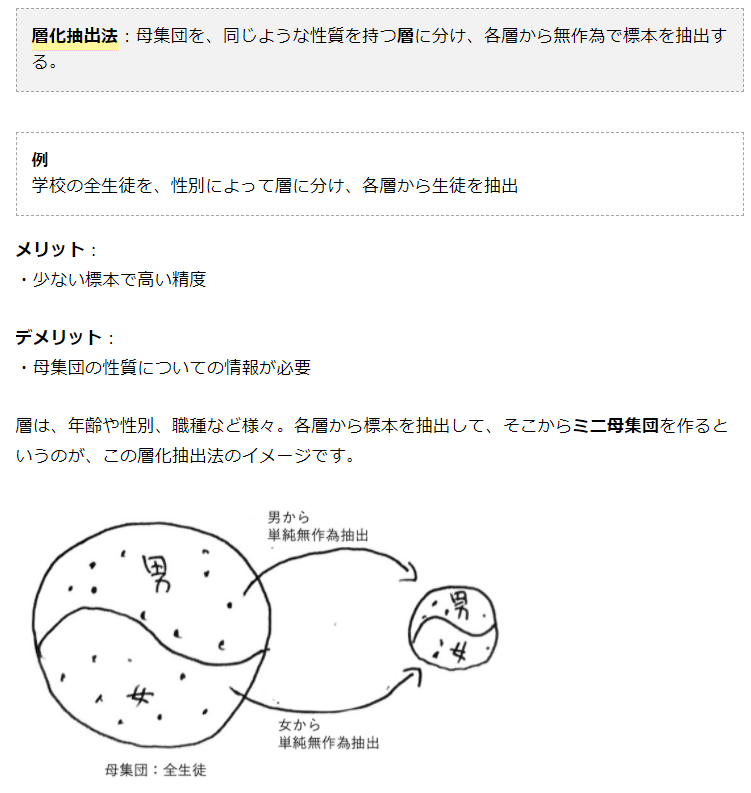 層化抽出法：母集団を、同じような性質を持つ層に分け、各層から無作為で標本を抽出す
る。
例
学校の全生徒を、性別によって層に分け、各層から生徒を抽出
メリット：
・少ない標本で高い精度
デメリット：
・母集団の性質についての情報が必要
層は、年齢や性別、職種など様々。各層から標本を抽出して、そこからミニ母集団を作ると
いうのが、この層化抽出法のイメージです。
男から
単純無作為抽出
男
男
女
女
女から
単純無作為抽出
母集団：全生徒